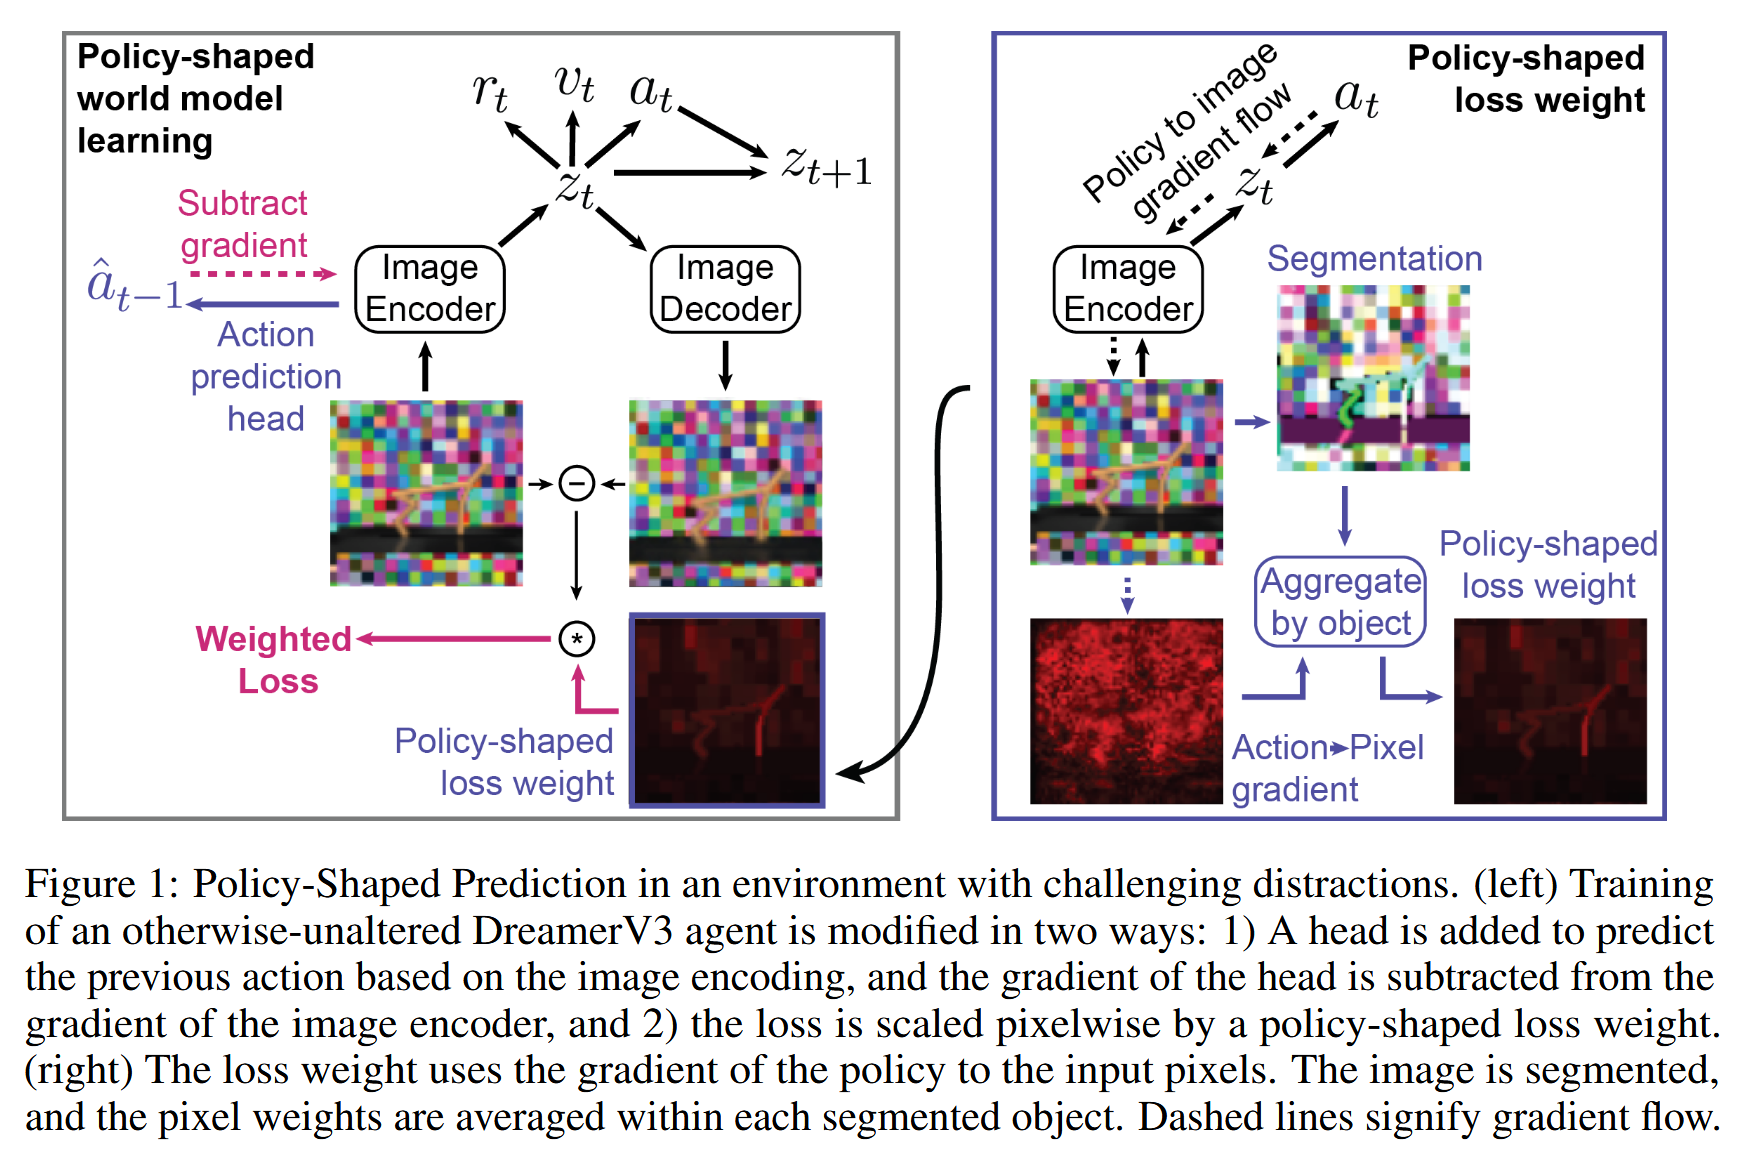 Policy-shaped
world model
learning
r_t
v_t
a_t
z_{t+1}
z_t
Subtract
gradient
\hat{a}_{t-1}
Action
prediction
head
Image
Encoder
Image
Decoder
−
*
Weighted
Loss
Policy-shaped
loss weight
Policy-shaped
loss weight
Policy to image
gradient flow
a_t
z_t
Image
Encoder
Segmentation
Aggregate
by object
Policy-shaped
loss weight
Action→Pixel
gradient
Figure 1: Policy-Shaped Prediction in an environment with challenging distractions. (left) Training
of an otherwise-unaltered DreamerV3 agent is modified in two ways: 1) A head is added to predict
the previous action based on the image encoding, and the gradient of the head is subtracted from the
gradient of the image encoder, and 2) the loss is scaled pixelwise by a policy-shaped loss weight.
(right) The loss weight uses the gradient of the policy to the input pixels. The image is segmented,
and the pixel weights are averaged within each segmented object. Dashed lines signify gradient flow.